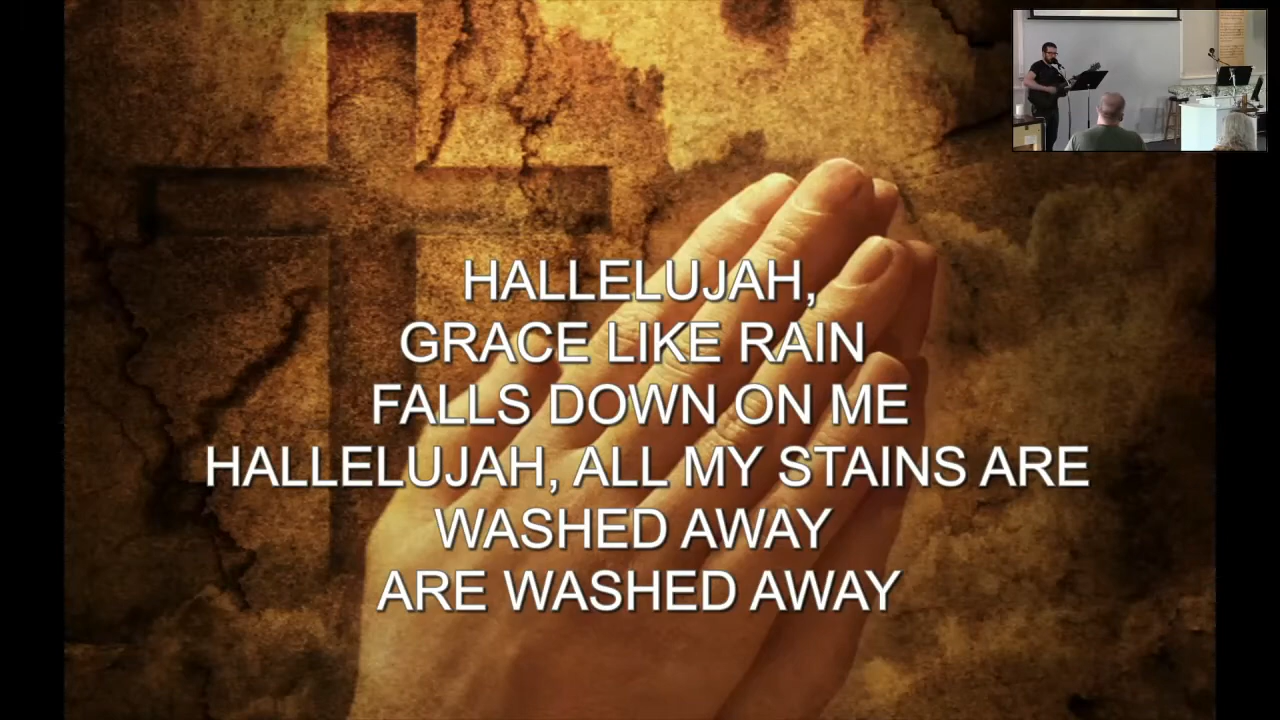 HALLELUJAH,
GRACE LIKE RAIN
FALLS DOWN ON ME
HALLELUJAH, ALL MY STAINS ARE
WASHED AWAY
ARE WASHED AWAY